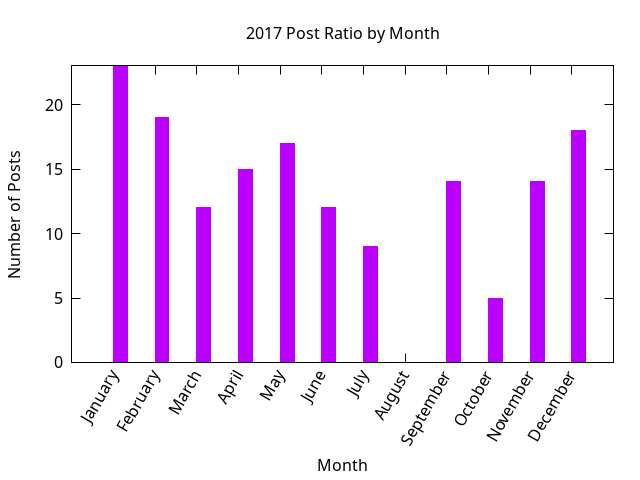 2017 Post Ratio by Month
Number of Posts
20
15
10
5
0
January
February
March
April
May
June
July
August
September
October
November
December
Month